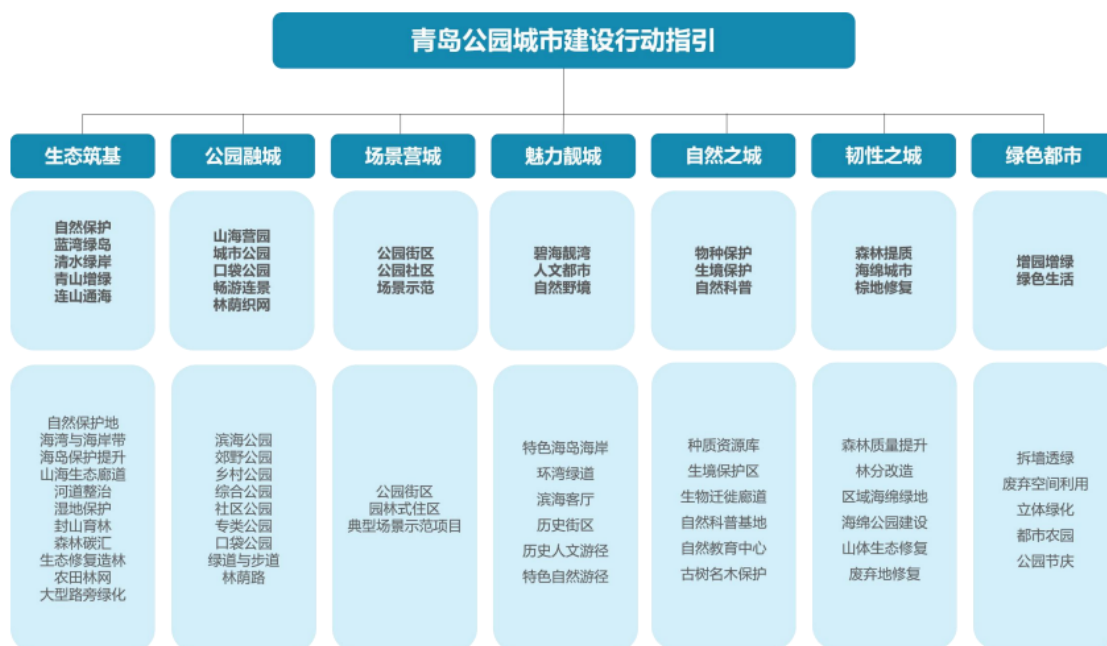 青岛公园城市建设行动指引
生态筑基
公园融城
场景营城
魅力靓城
自然之城
韧性之城
绿色都市
自然保护
蓝湾绿岛
清水绿岸
青山增绿
连山通海
山海营园
城市公园
口袋公园
畅游连景
林荫织网
公园街区
公园社区
场景示范
碧海靓湾
人文都市
自然野境
物种保护
生境保护
自然科普
森林提质
海绵城市
棕地修复
增园增绿
绿色生活
自然保护地
海湾与海岸带
海岛保护提升
山海生态廊道
河道整治
湿地保护
封山育林
森林碳汇
生态修复造林
农田林网
大型路旁绿化
滨海公园
郊野公园
乡村公园
综合公园
社区公园
专类公园
口袋公园
绿道与步道
林荫路
公园街区
园林式住区
典型场景示范项目
特色海岛海岸
环湾绿道
滨海客厅
历史街区
历史人文游径
特色自然游径
种质资源库
生境保护区
生物迁徙廊道
自然科普基地
自然教育中心
古树名木保护
森林质量提升
林分改造
区域海绵绿地
海绵公园建设
山体生态修复
废弃地修复
拆墙透绿
废弃空间利用
立体绿化
都市农园
公园节庆